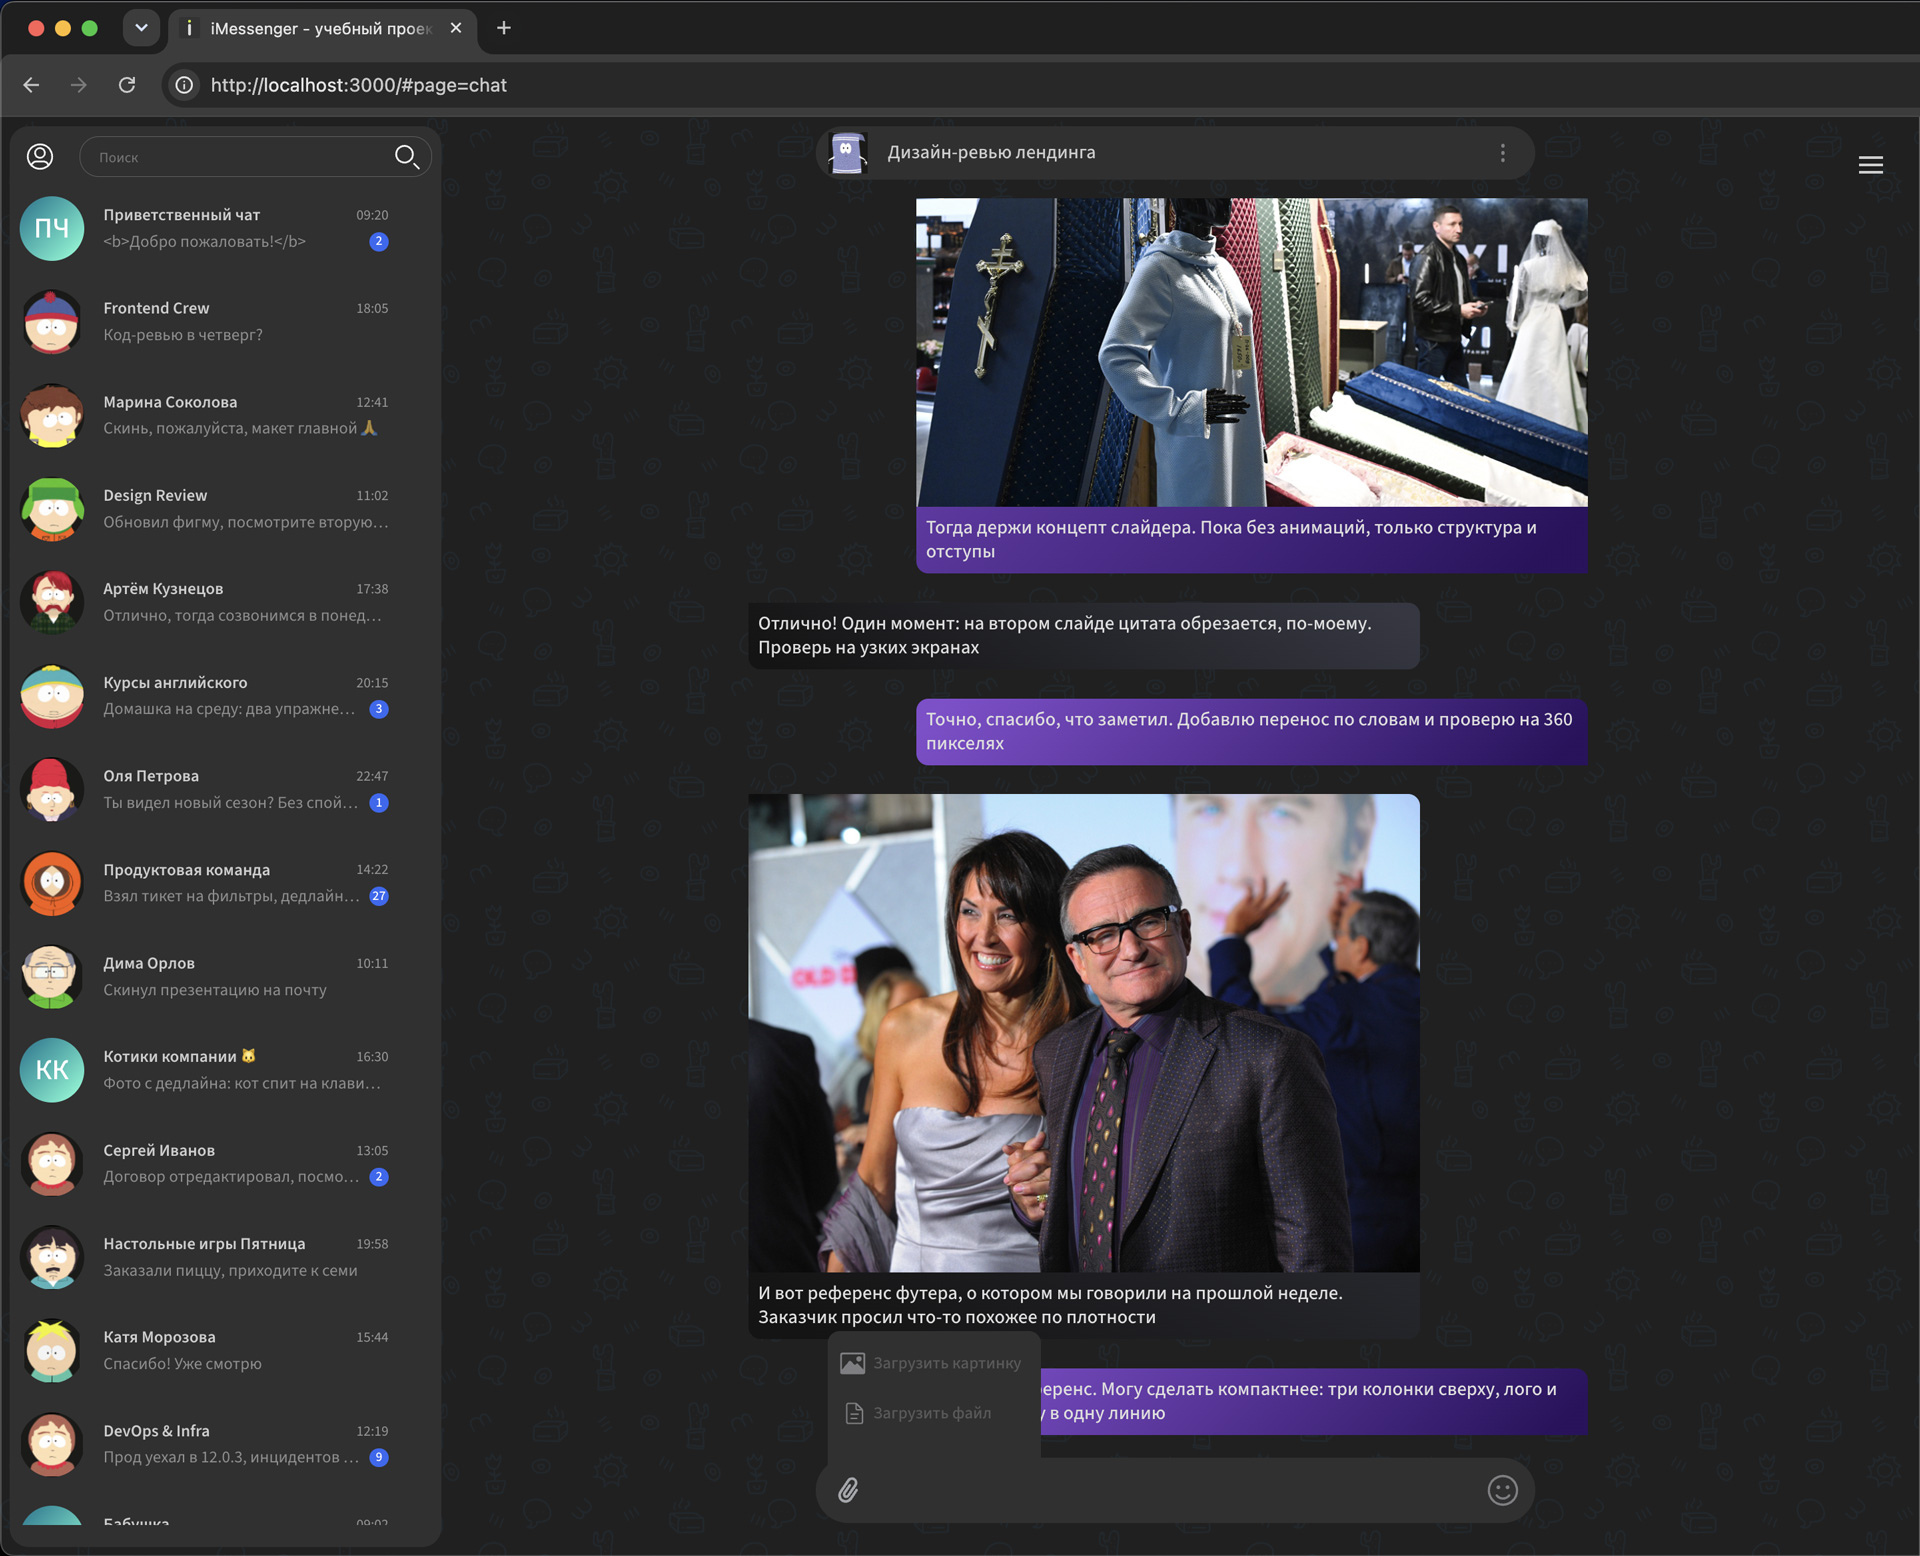 iMessenger - учебный проек
http://localhost:3000/#page=chat
Поиск
ПЧ
Приветственный чат
09:20
<b>Добро пожаловать!</b>
2
Frontend Crew
18:05
Код-ревью в четверг?
Марина Соколова
12:41
Скинь, пожалуйста, макет главной 🙏
Design Review
11:02
Обновил фигму, посмотрите вторую…
Артём Кузнецов
17:38
Отлично, тогда созвонимся в понед…
Курсы английского
20:15
Домашка на среду: два упражне…
3
Оля Петрова
22:47
Ты видел новый сезон? Без спой…
1
Продуктовая команда
14:22
Взял тикет на фильтры, дедлайн…
27
Дима Орлов
10:11
Скинул презентацию на почту
КК
Котики компании 🐱
16:30
Фото с дедлайна: кот спит на клави…
Сергей Иванов
13:05
Договор отредактировал, посмо…
2
Настольные игры Пятница
19:58
Заказали пиццу, приходите к семи
Катя Морозова
15:44
Спасибо! Уже смотрю
DevOps & Infra
12:19
Прод уехал в 12.0.3, инцидентов …
9
Бабушка
09:02
Дизайн-ревью лендинга
Тогда держи концепт слайдера. Пока без анимаций, только структура и
отступы
Отлично! Один момент: на втором слайде цитата обрезается, по-моему.
Проверь на узких экранах
Точно, спасибо, что заметил. Добавлю перенос по словам и проверю на 360
пикселях
OLD
И вот референс футера, о котором мы говорили на прошлой неделе.
Заказчик просил что-то похожее по плотности
Загрузить картинку
Загрузить файл
еренс. Могу сделать компактнее: три колонки сверху, лого и
у в одну линию